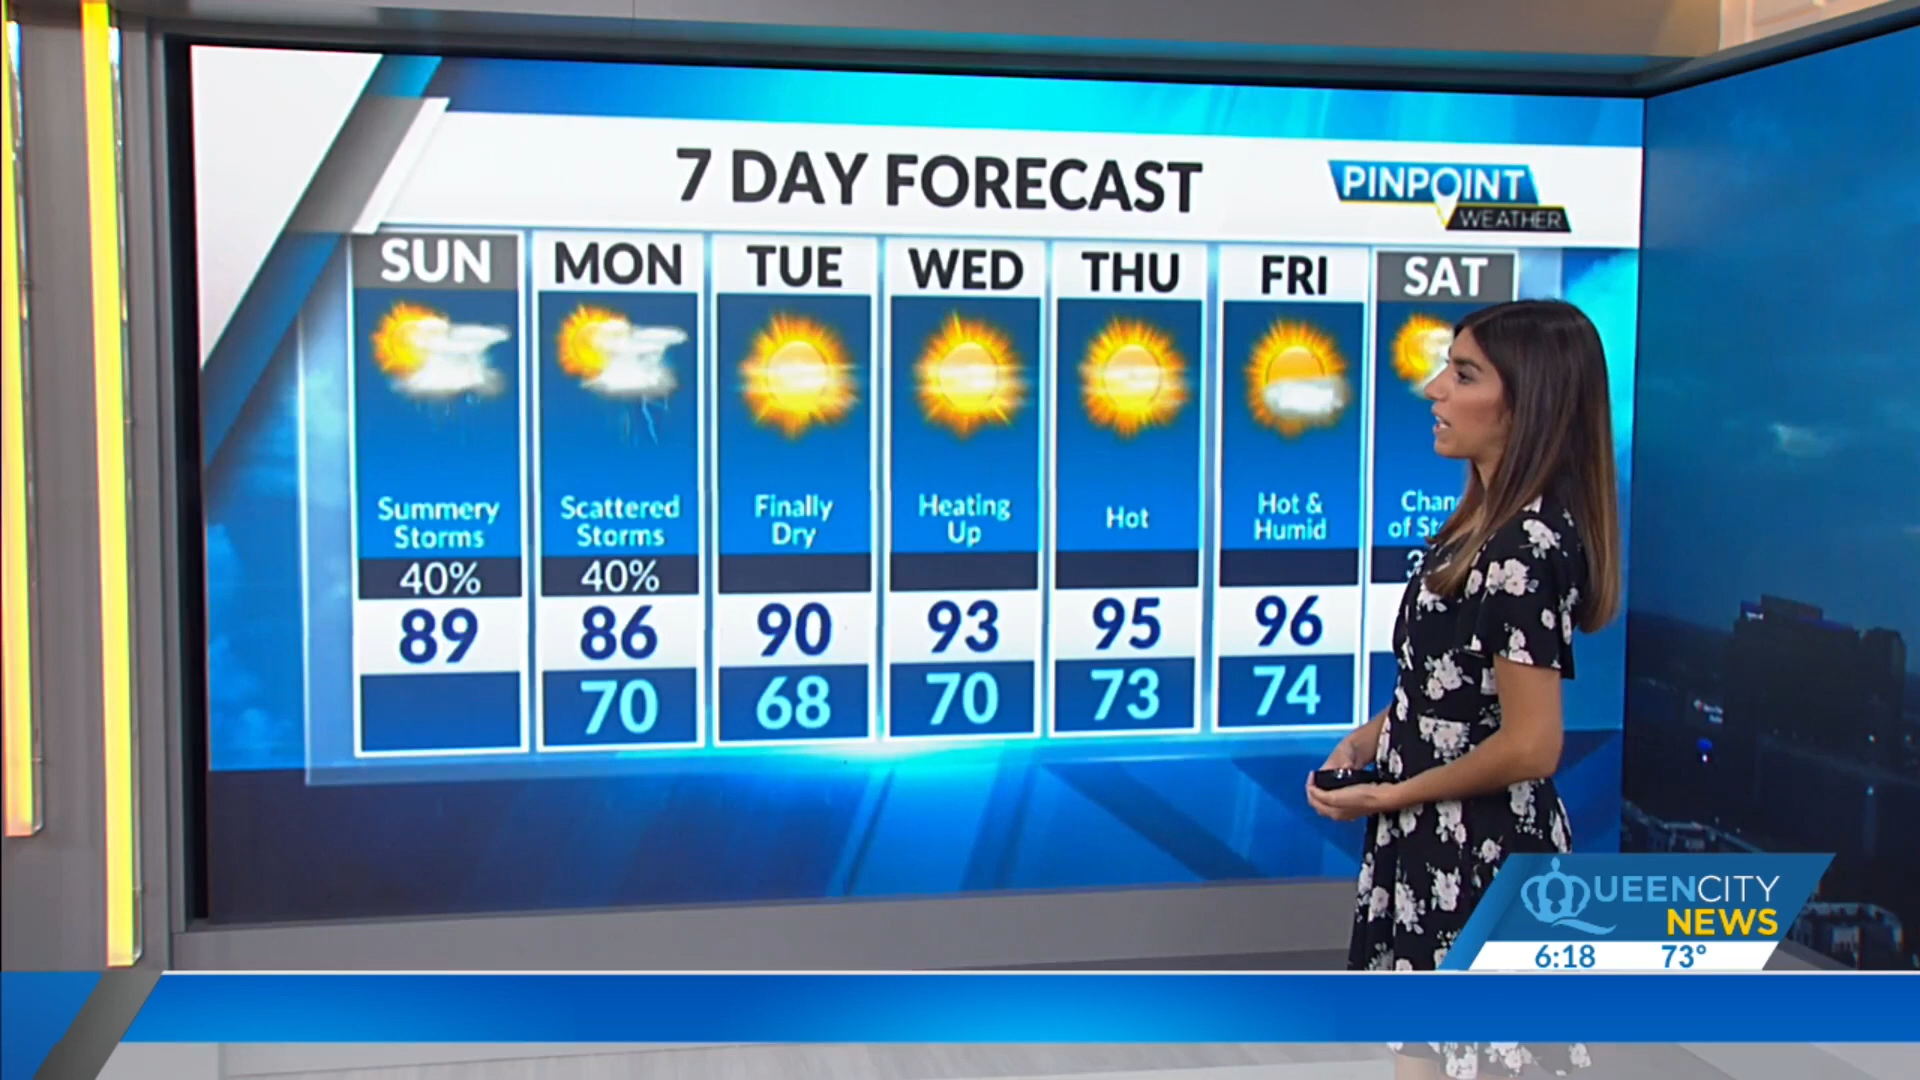 7 DAY FORECAST
PINPOINT
WEATHER
SUN MON TUE WED THU FRI SAT
Summery
Storms
Scattered
Storms
Finally
Dry
Heating
Up
Hot
Hot &
Humid
of
40% 40%
89 86 90 93 95 96
70 68 70 73 74
QUEENCITY
NEWS
6:18 73°